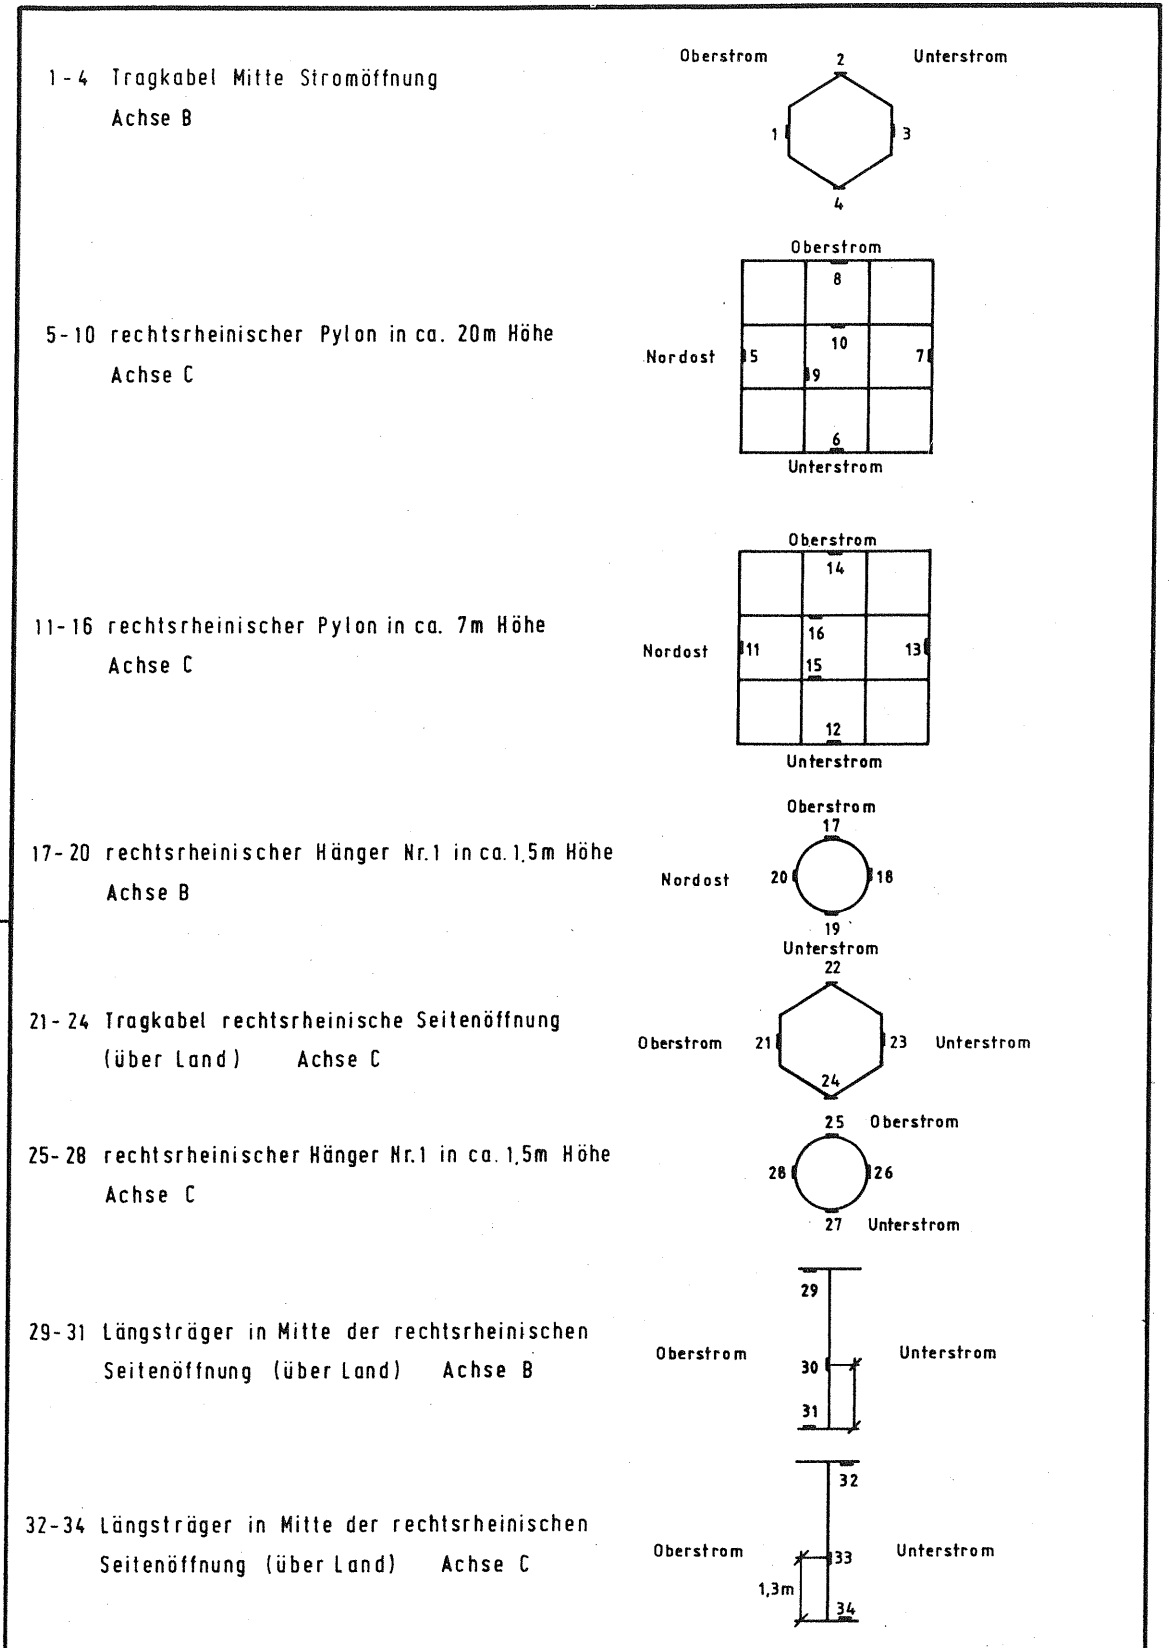 1-4 Tragkabel Mitte Stromöffnung
Achse B
Oberstrom 2 Unterstrom
1 3
4
5-10 rechtsrheinischer Pylon in ca. 20m Höhe
Achse C
Oberstrom
8
10
Nordost 5 7
9
6
Unterstrom
11-16 rechtsrheinischer Pylon in ca. 7m Höhe
Achse C
Oberstrom
14
16
Nordost 11 13
15
12
Unterstrom
17-20 rechtsrheinischer Hänger Nr.1 in ca. 1,5m Höhe
Achse B
Oberstrom
17
Nordost 20 18
19
Unterstrom
21-24 Tragkabel rechtsrheinische Seitenöffnung
(über Land) Achse C
22
Oberstrom 21 23 Unterstrom
24
25-28 rechtsrheinischer Hänger Nr.1 in ca. 1,5m Höhe
Achse C
25 Oberstrom
28 26
27 Unterstrom
29-31 Längsträger in Mitte der rechtsrheinischen
Seitenöffnung (über Land) Achse B
29
Oberstrom 30 Unterstrom
31
32-34 Längsträger in Mitte der rechtsrheinischen
Seitenöffnung (über Land) Achse C
32
Oberstrom 33 Unterstrom
1,3m
34